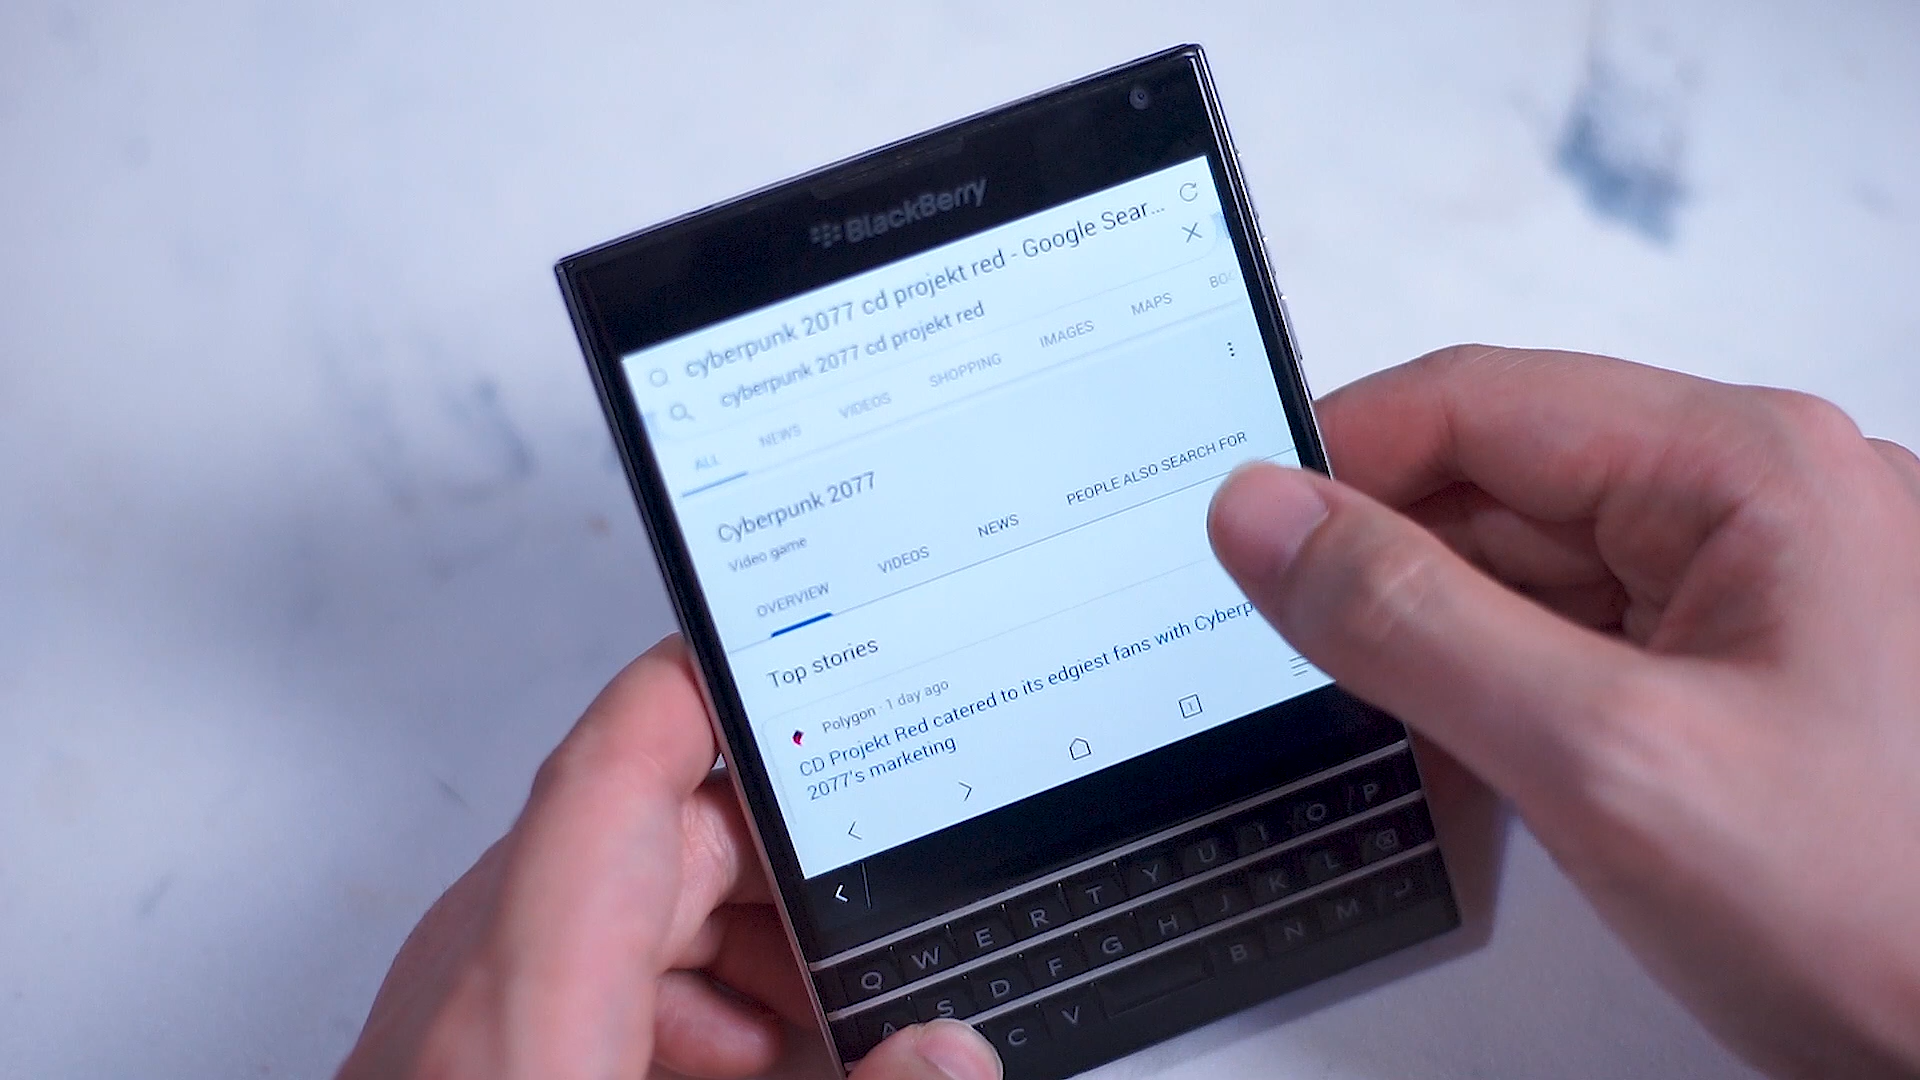 BlackBerry
cyberpunk 2077 cd projekt red - Google Sear...
cyberpunk 2077 cd projekt red
ALL NEWS VIDEOS SHOPPING IMAGES MAPS BO
Cyberpunk 2077
Video game
OVERVIEW VIDEOS NEWS PEOPLE ALSO SEARCH FOR
Top stories
Polygon · 1 day ago
CD Projekt Red catered to its edgiest fans with Cyberp
2077's marketing
1
Q W E R T Y U I O P
A S D F G H J K L
C V B N M